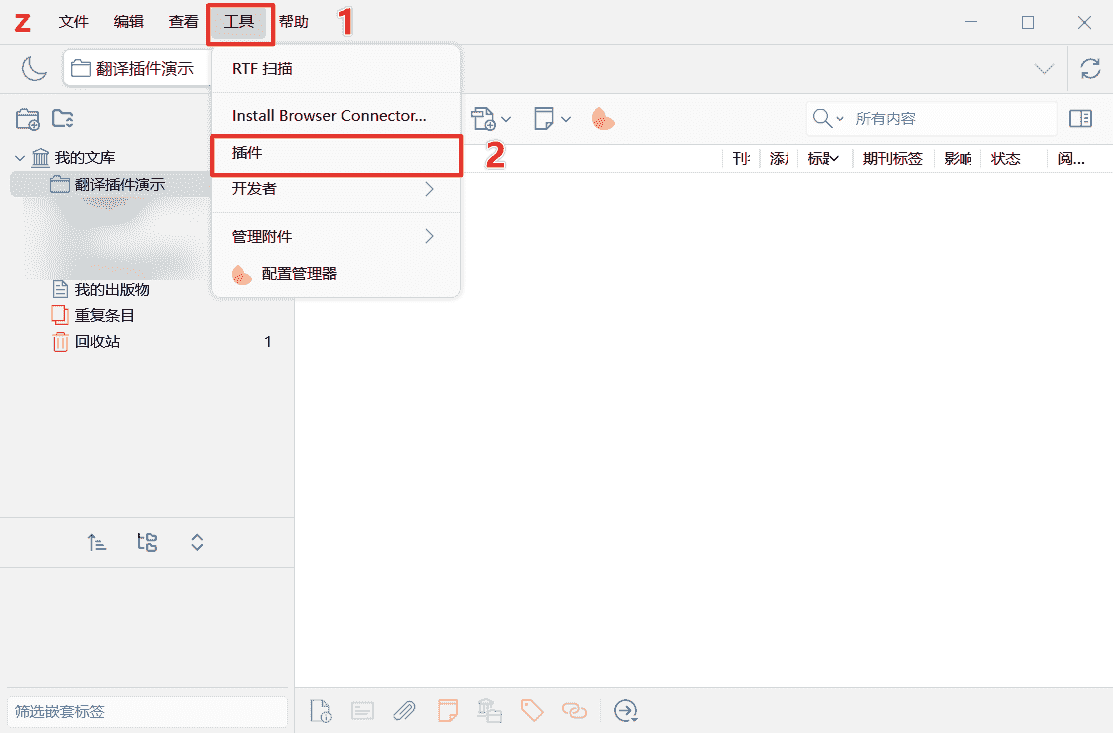 Z 文件 编辑 查看 工具 帮助 1
翻译插件演示
RTF 扫描
Install Browser Connector...
插件 2
开发者
管理附件
配置管理器
所有内容
刊 添加 标题 期刊标签 影响 状态 阅...
我的文库
翻译插件演示
我的出版物
重复条目
回收站 1
筛选嵌套标签